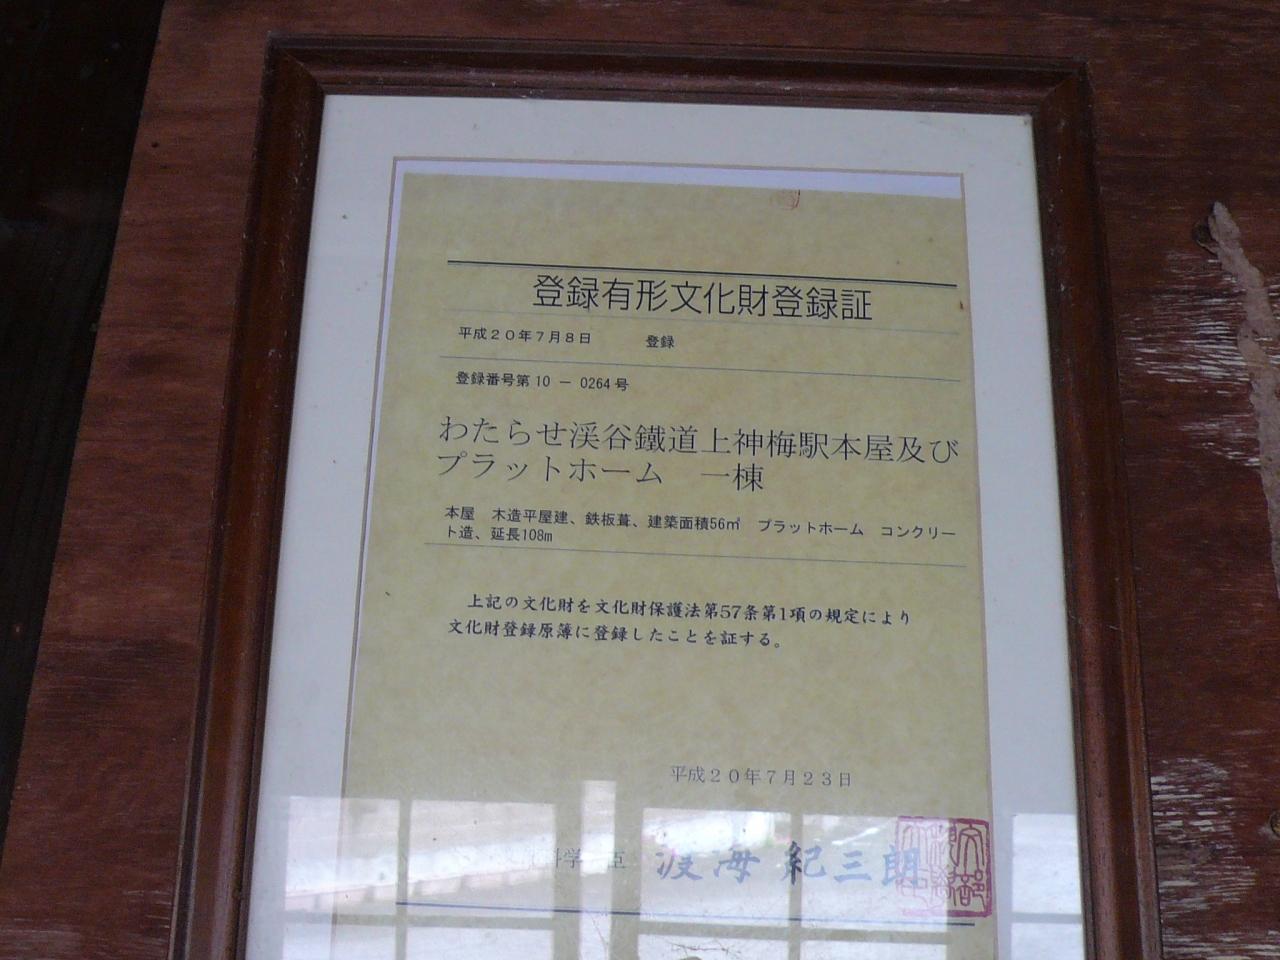 登録有形文化財登録証
平成20年7月8日 登録
登録番号第10－0264号
わたらせ渓谷鐵道上神梅駅本屋及び
プラットホーム 一棟
本屋 木造平屋建、鉄板葺、建築面積56㎡ プラットホーム コンクリー
ト造、延長108m
上記の文化財を文化財保護法第57条第1項の規定により
文化財登録原簿に登録したことを証する。
平成20年7月23日
科学 臣 渡海紀三朗